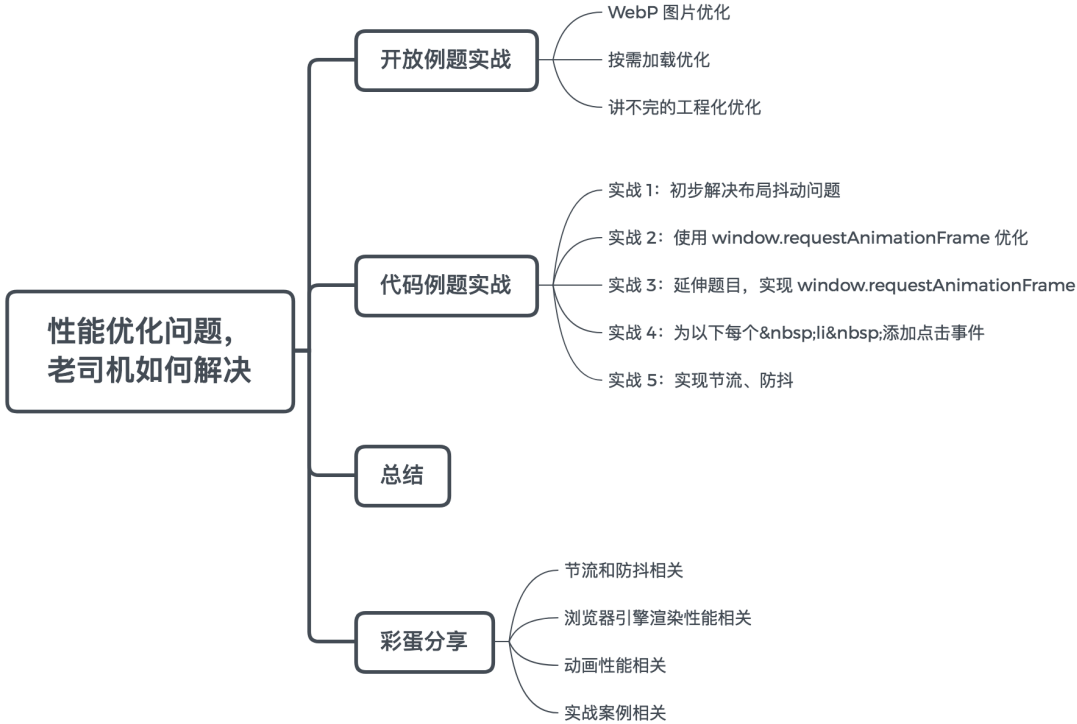 性能优化问题，
老司机如何解决
开放例题实战
WebP 图片优化
按需加载优化
讲不完的工程化优化
代码例题实战
实战 1：初步解决布局抖动问题
实战 2：使用 window.requestAnimationFrame 优化
实战 3：延伸题目，实现 window.requestAnimationFrame
实战 4：为以下每个&nbsp;li&nbsp;添加点击事件
实战 5：实现节流、防抖
总结
彩蛋分享
节流和防抖相关
浏览器引擎渲染性能相关
动画性能相关
实战案例相关